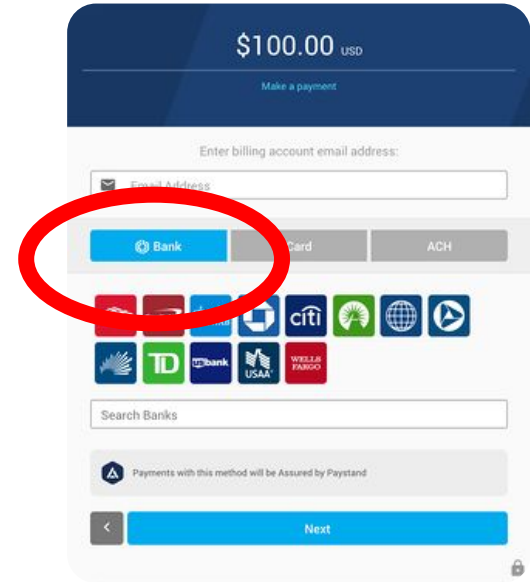 $100.00 USD
Make a payment
Enter billing account email address:
Email Address
Bank Card ACH
citi
TD usbank USAA WELLS FARGO
Search Banks
Payments with this method will be Assured by Paystand
Next